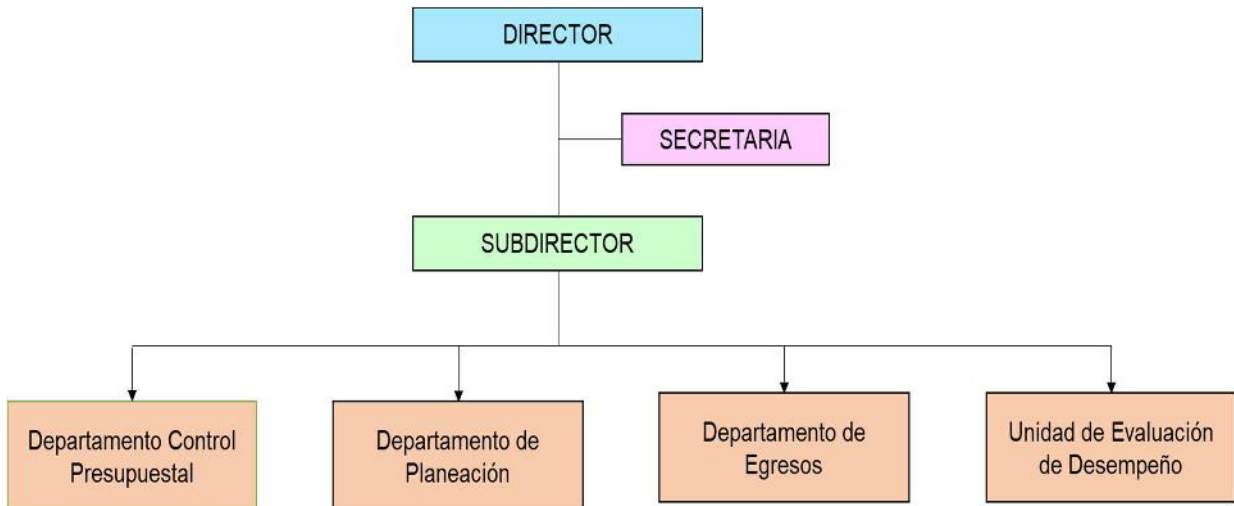 DIRECTOR
SECRETARIA
SUBDIRECTOR
Departamento Control
Presupuestal
Departamento de
Planeación
Departamento de
Egresos
Unidad de Evaluación
de Desempeño